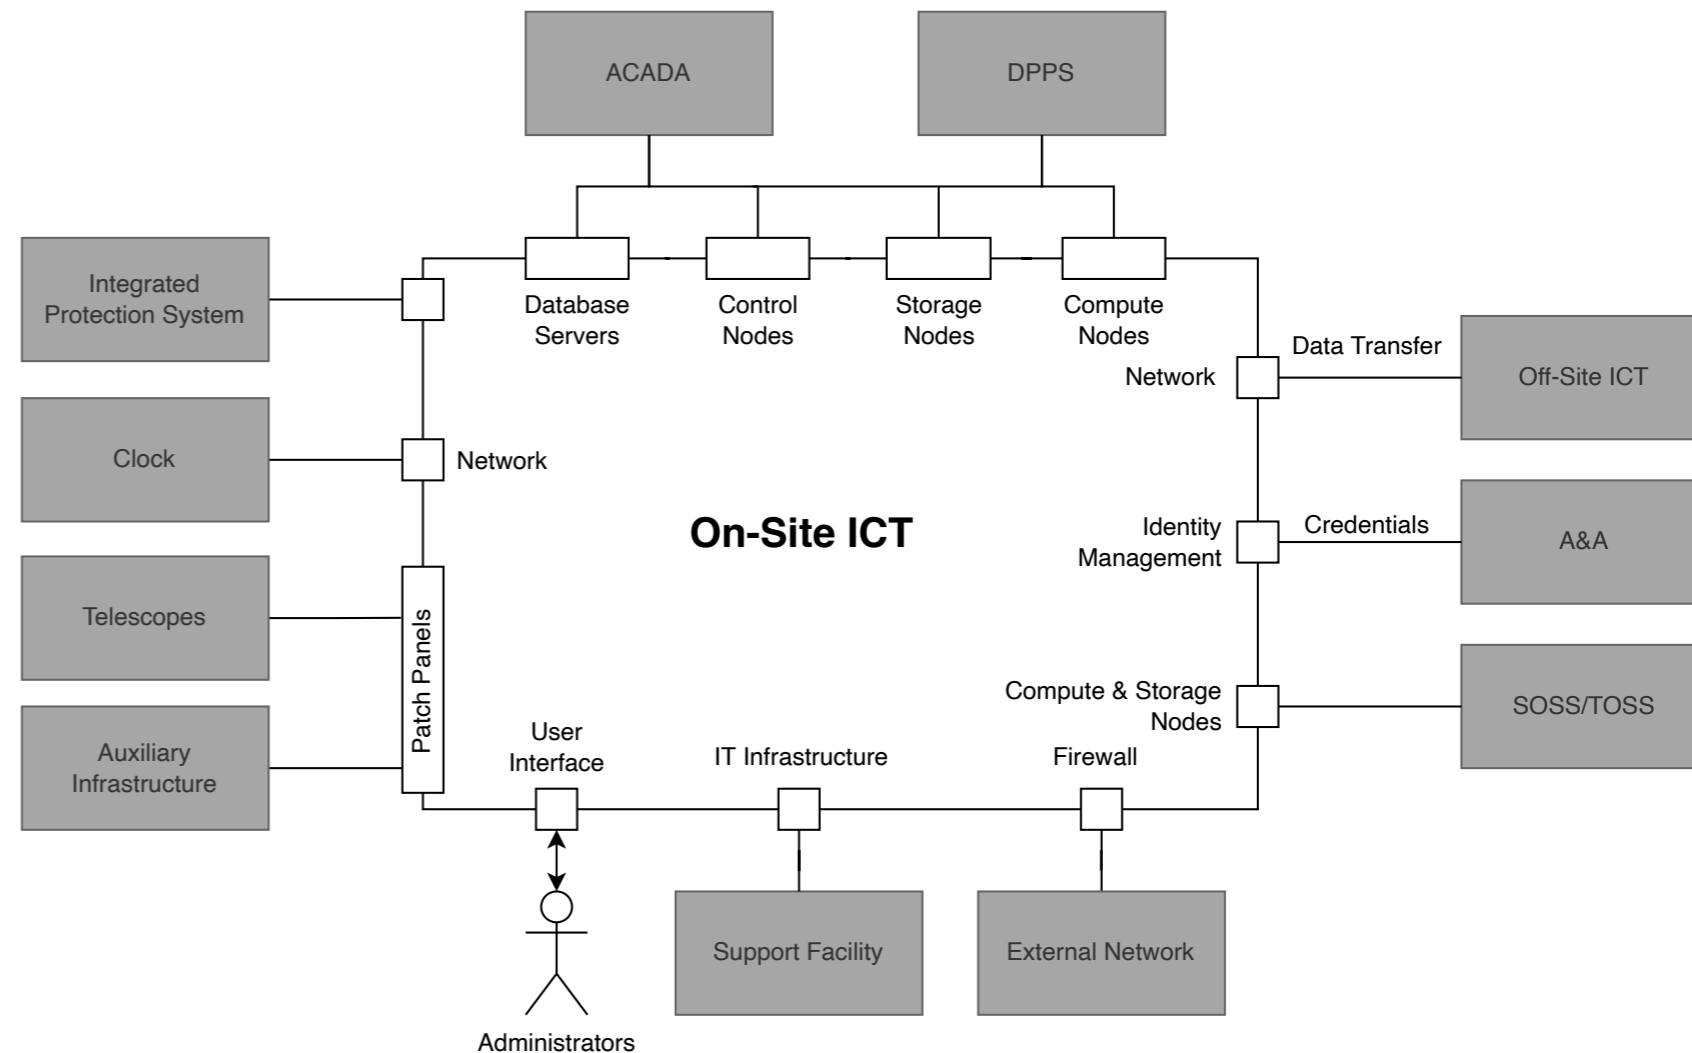 ACADA
DPPS
Integrated
Protection System
Database
Servers
Control
Nodes
Storage
Nodes
Compute
Nodes
Data Transfer
Network
Off-Site ICT
Clock
Network
On-Site ICT
Identity
Management
Credentials
A&A
Telescopes
Patch Panels
Compute & Storage
Nodes
SOSS/TOSS
Auxiliary
Infrastructure
User
Interface
IT Infrastructure
Firewall
Support Facility
External Network
Administrators